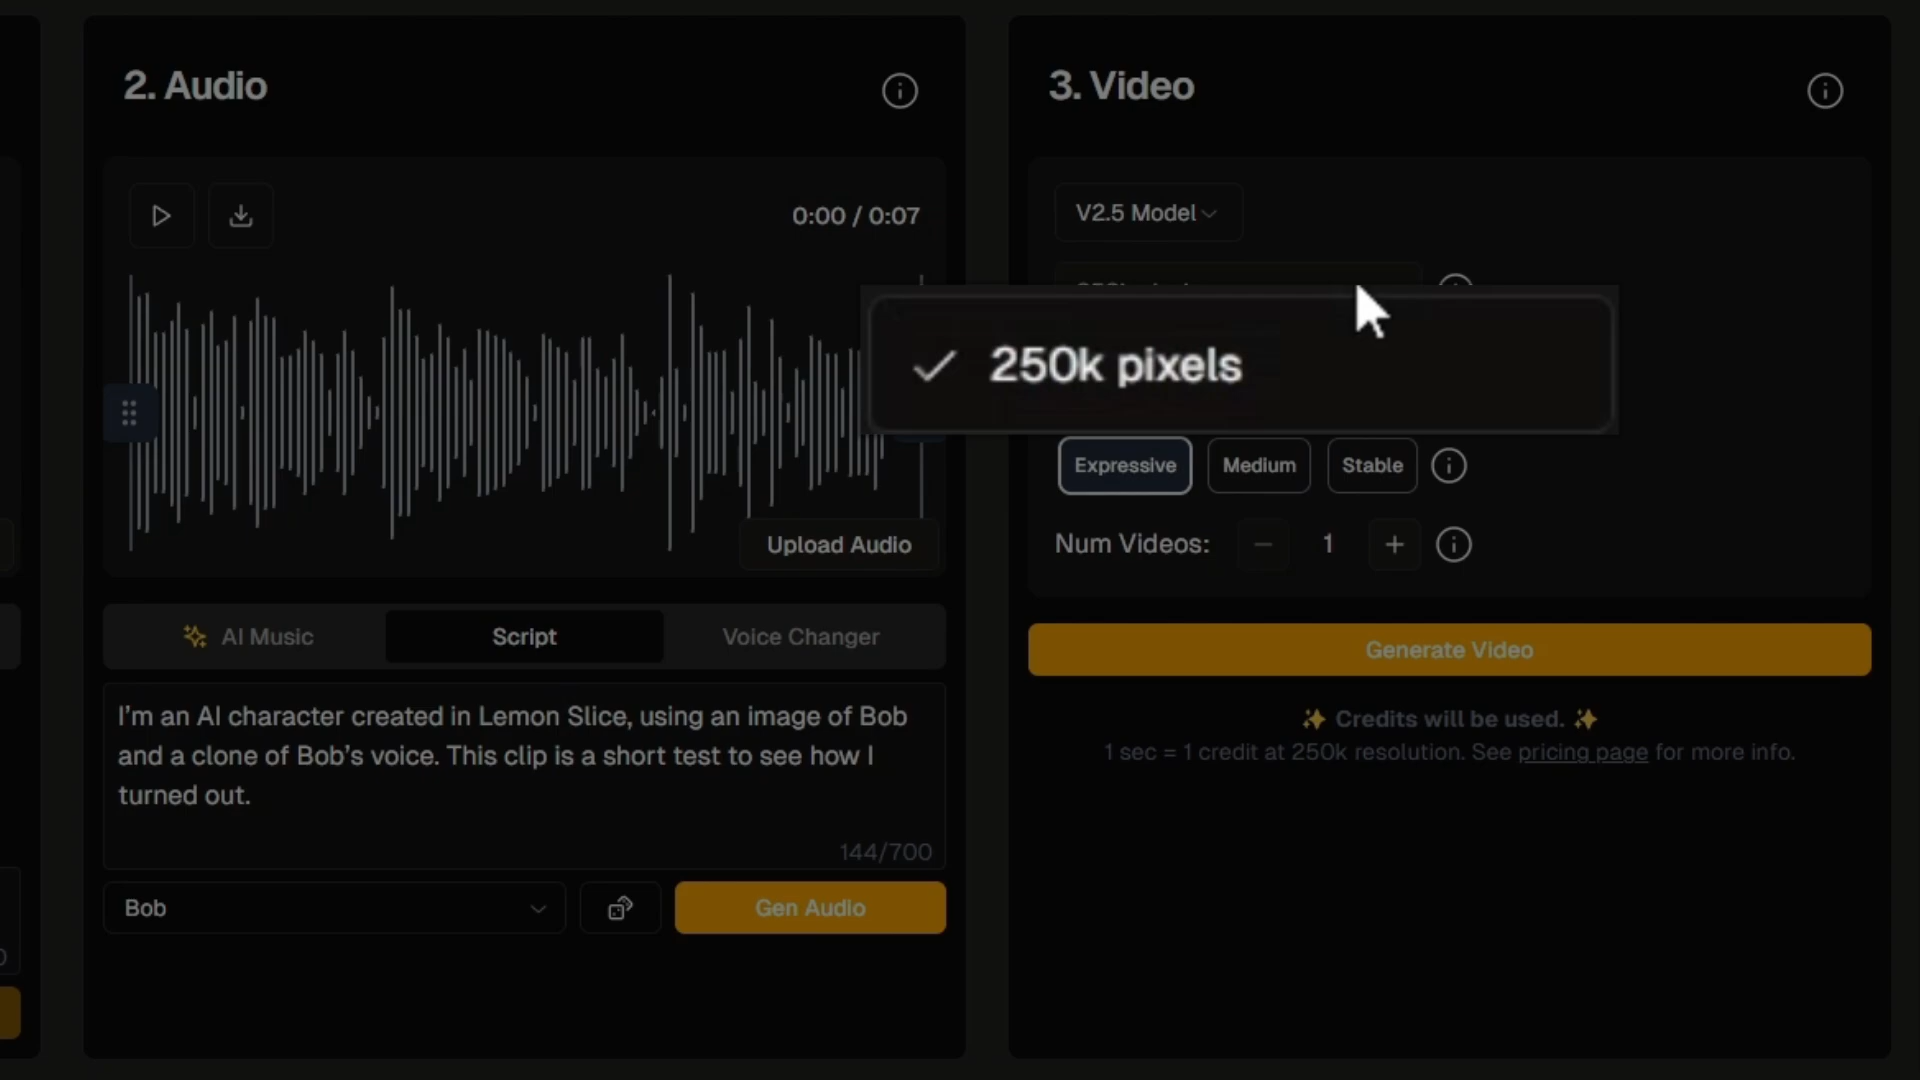 2. Audio
0:00 / 0:07
Upload Audio
AI Music
Script
Voice Changer
I'm an AI character created in Lemon Slice, using an image of Bob
and a clone of Bob's voice. This clip is a short test to see how I
turned out.
144/700
Bob
Gen Audio
3. Video
V2.5 Model
250k pixels
Expressive
Medium
Stable
Num Videos:
1
Generate Video
✨ Credits will be used. ✨
1 sec = 1 credit at 250k resolution. See pricing page for more info.